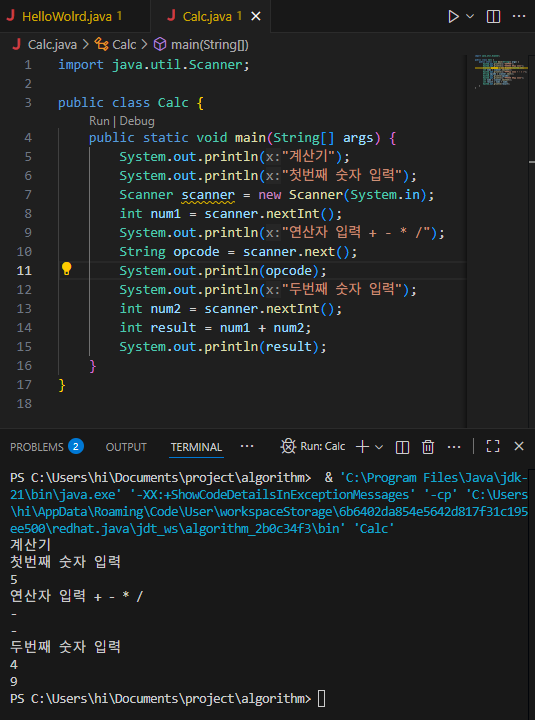 HelloWolrd.java 1
Calc.java 1
Calc.java > Calc > main(String[])
1 import java.util.Scanner;
2
3 public class Calc {
Run | Debug
4 public static void main(String[] args) {
5 System.out.println(x:"계산기");
6 System.out.println(x:"첫번째 숫자 입력");
7 Scanner scanner = new Scanner(System.in);
8 int num1 = scanner.nextInt();
9 System.out.println(x:"연산자 입력 + - * /");
10 String opcode = scanner.next();
11 System.out.println(opcode);
12 System.out.println(x:"두번째 숫자 입력");
13 int num2 = scanner.nextInt();
14 int result = num1 + num2;
15 System.out.println(result);
16 }
17 }
18
PROBLEMS 2 OUTPUT TERMINAL ... Run: Calc
PS C:\Users\hi\Documents\project\algorithm> & 'C:\Program Files\Java\jdk-
21\bin\java.exe' '-XX:+ShowCodeDetailsInExceptionMessages' '-cp' 'C:\Users
\hi\AppData\Roaming\Code\User\workspaceStorage\6b6402da854e5642d817f31c195
ee500\redhat.java\jdt_ws\algorithm_2b0c34f3\bin' 'Calc'
계산기
첫번째 숫자 입력
5
연산자 입력 + - * /
-
-
두번째 숫자 입력
4
9
PS C:\Users\hi\Documents\project\algorithm>